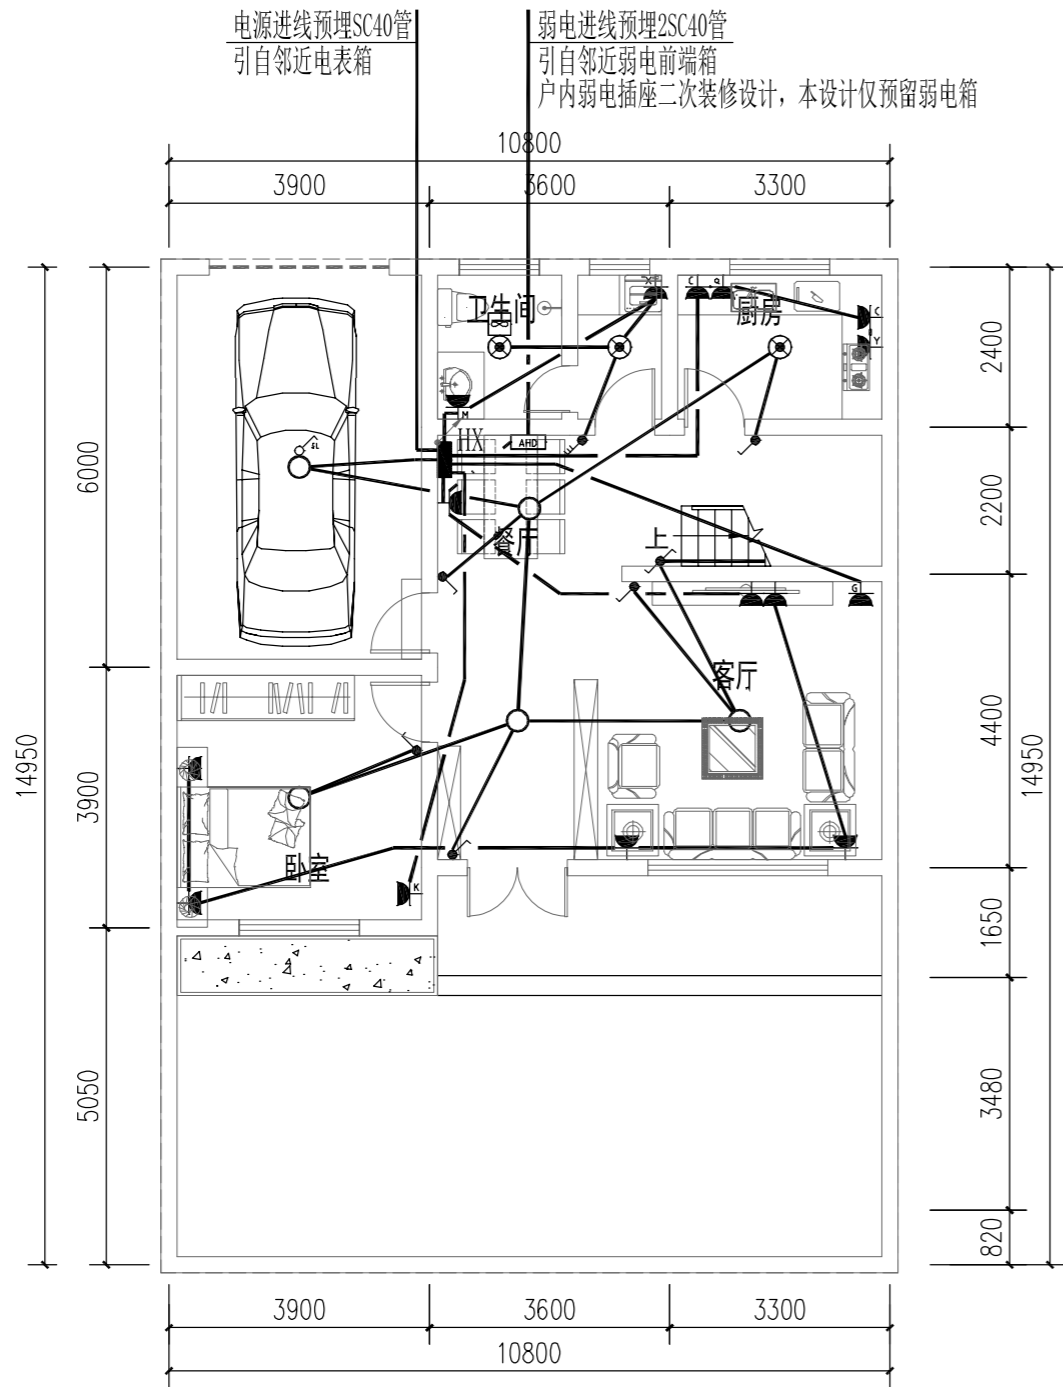 电源进线预埋SC40管
引自邻近电表箱
弱电进线预埋2SC40管
引自邻近弱电前端箱
户内弱电插座二次装修设计，本设计仅预留弱电箱
10800
3900
3600
3300
卫生间
厨房
C
C
Y
M
HX
AHD
餐厅
上
G
客厅
卧室
K
14950
6000
3900
5050
2400
2200
4400
1650
3480
820
14950
3900
3600
3300
10800